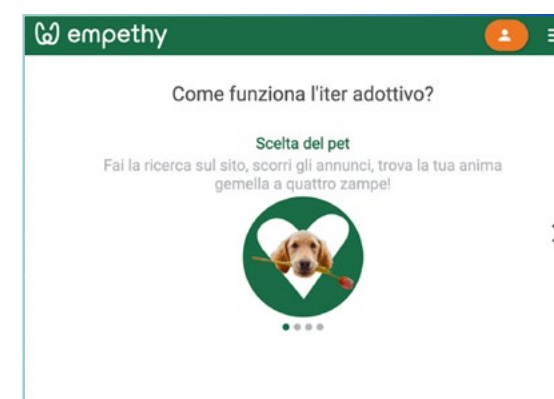 empethy
Come funziona l'iter adottivo?
Scelta del pet
Fai la ricerca sul sito, scorri gli annunci, trova la tua anima
gemella a quattro zampe!